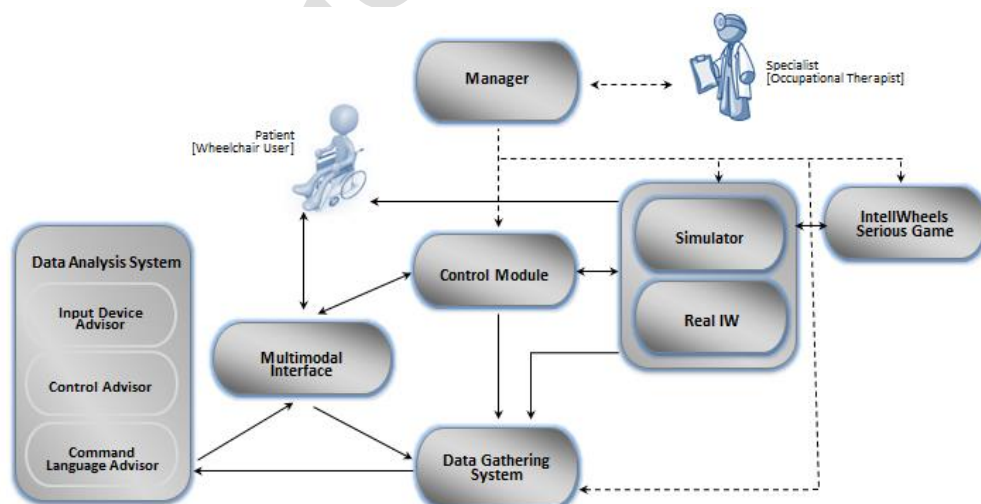 Manager
Specialist
[Occupational Therapist]
Patient
[Wheelchair User]
IntellWheels
Serious Game
Simulator
Control Module
Real IW
Data Analysis System
Input Device
Advisor
Control Advisor
Command
Language Advisor
Multimodal
Interface
Data Gathering
System